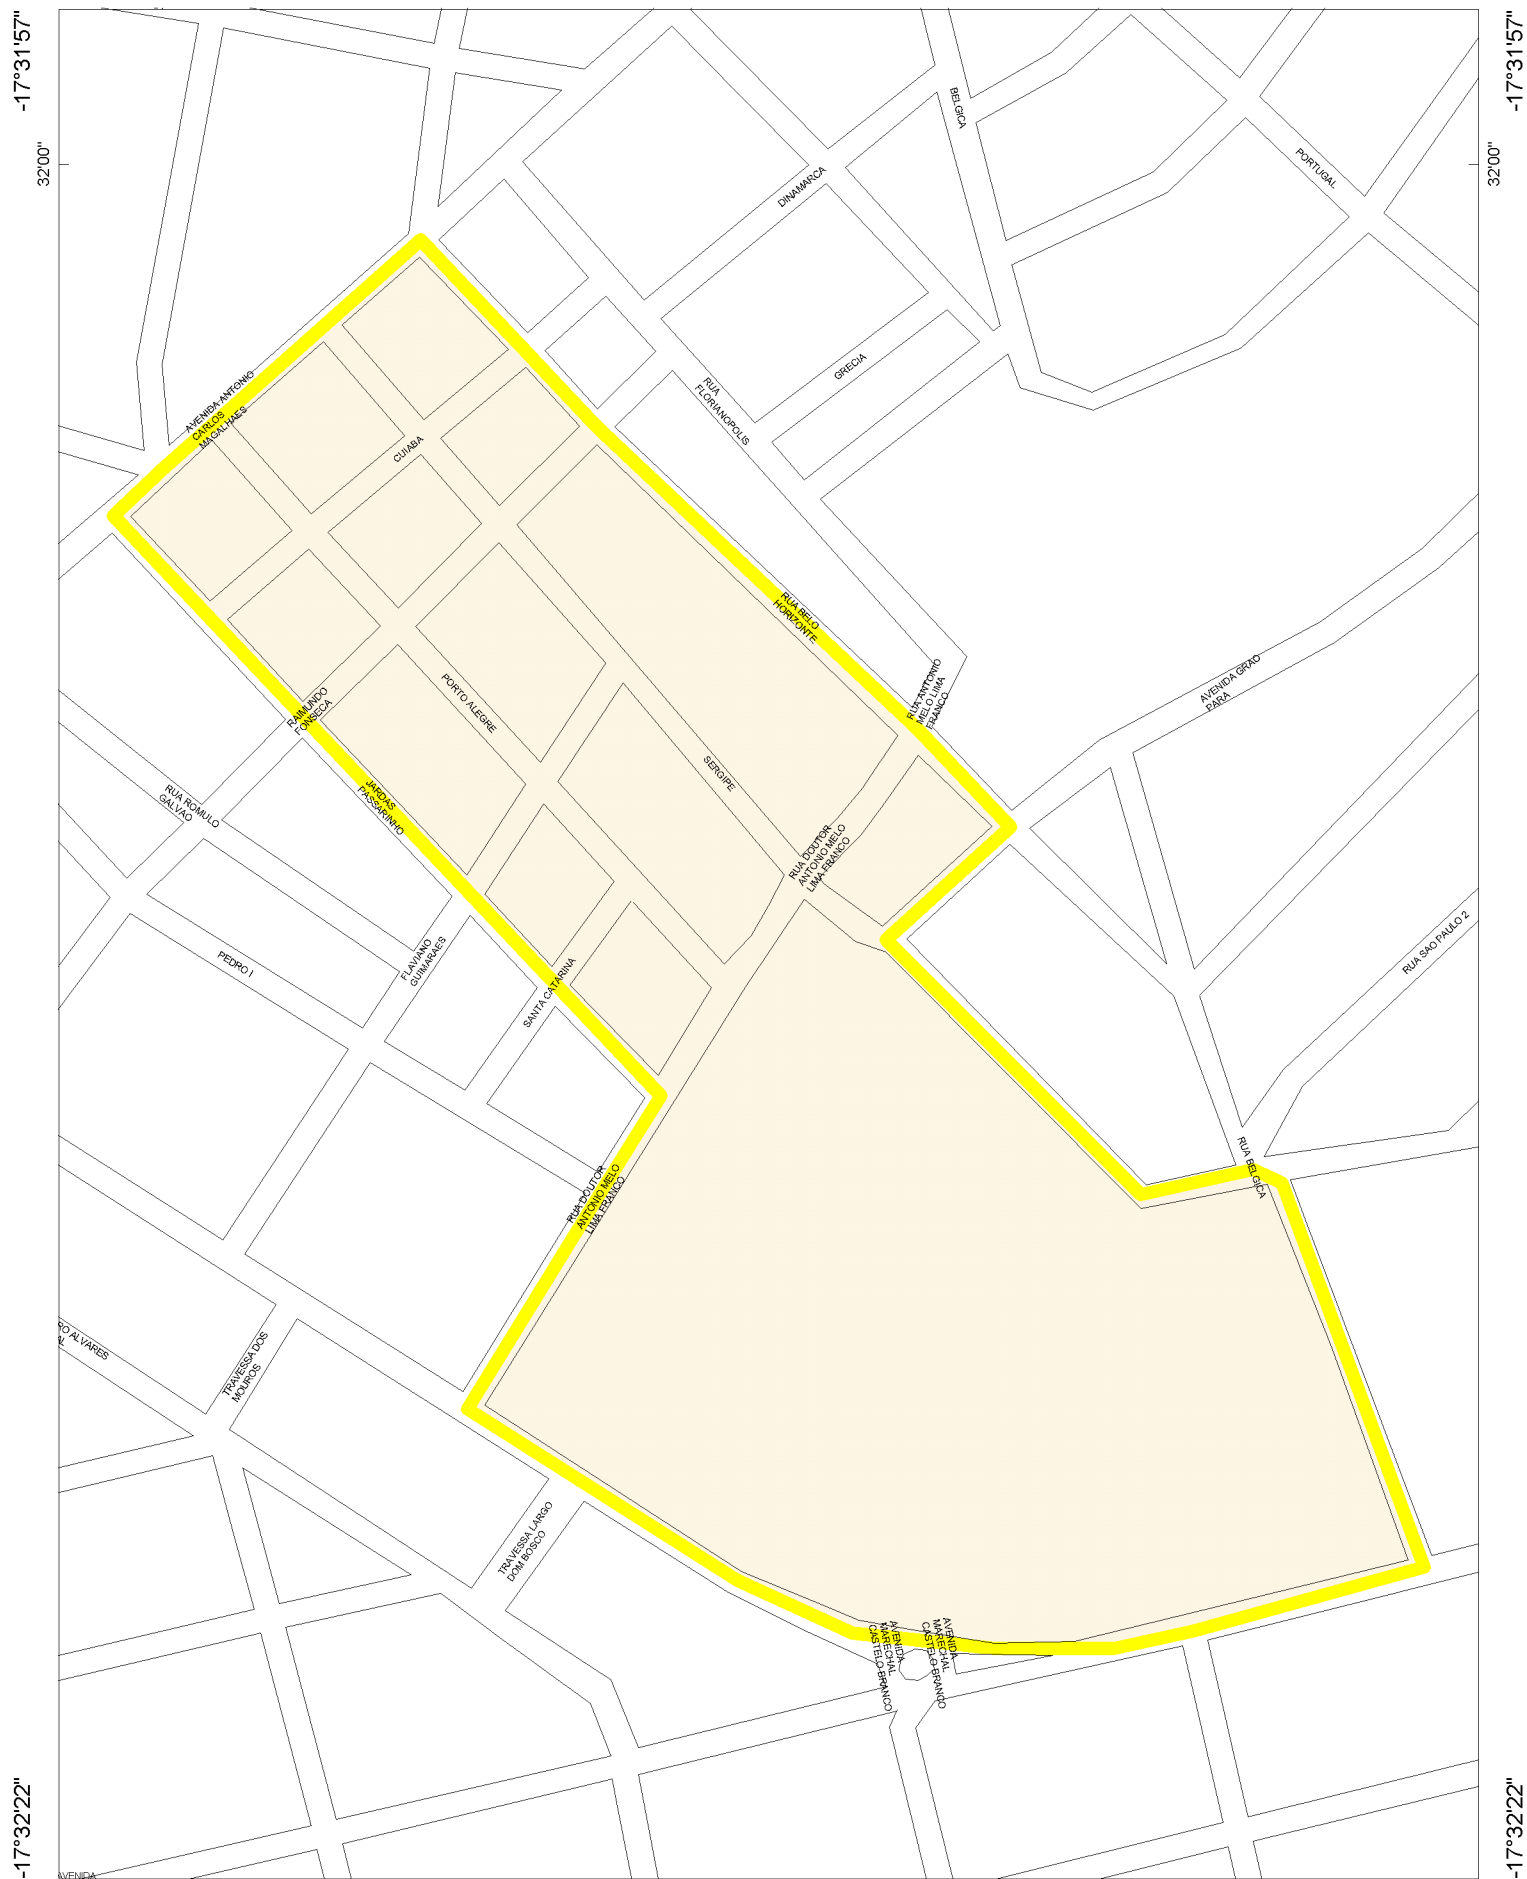 -17°31'57"
-17°31'57"
BELGICA
32'00"
32'00"
PORTUGAL
DINAMARCA
GRECIA
RUA
FLORIANOPOLIS
AVENIDA ANTONIO
CARLOS
MAGALHAES
CUIABA
RUA BELO
HORIZONTE
RUA ANTONIO
MELO LIMA
FRANCO
AVENIDA GRAO
PARA
RAIMUNDO
FONSECA
PORTO ALEGRE
SERGIPE
JARDAS
PASSARINHO
RUA ROMULO
GALVAO
RUA DOUTOR
ANTONIO MELO
LIMA FRANCO
RUA SAO PAULO 2
PEDRO I
FLAVIANO
GUIMARAES
SANTA CATARINA
RUA DOUTOR
ANTONIO MELO
LIMA FRANCO
RUA BELGICA
RO ALVARES
AL
TRAVESSA DOS
MOUROS
TRAVESSA LARGO
DOM BOSCO
AVENIDA
MARECHAL
CASTELO BRANCO
AVENIDA
MARECHAL
CASTELO BRANCO
-17°32'22"
-17°32'22"
AVENIDA